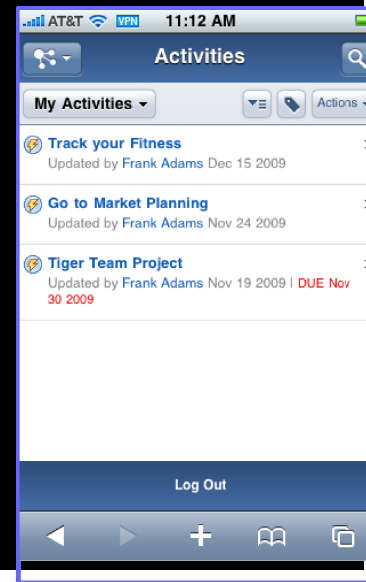 AT&T VPN 11:12 AM
Activities
My Activities Actions
Track your Fitness
Updated by Frank Adams Dec 15 2009
Go to Market Planning
Updated by Frank Adams Nov 24 2009
Tiger Team Project
Updated by Frank Adams Nov 19 2009 | DUE Nov
30 2009
Log Out